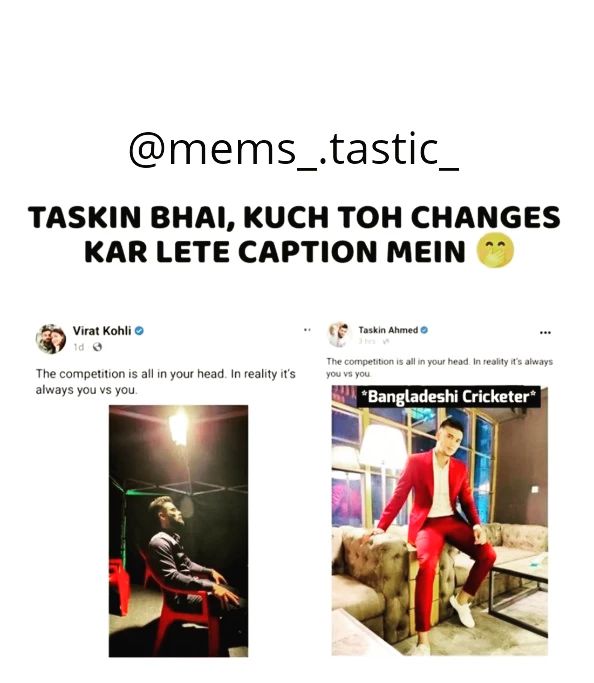 @mems_.tastic_
TASKIN BHAI, KUCH TOH CHANGES
KAR LETE CAPTION MEIN 🤭
Virat Kohli
1d
The competition is all in your head. In reality it's
always you vs you.
Taskin Ahmed
3 hrs
The competition is all in your head. In reality it's always
you vs you.
*Bangladeshi Cricketer*